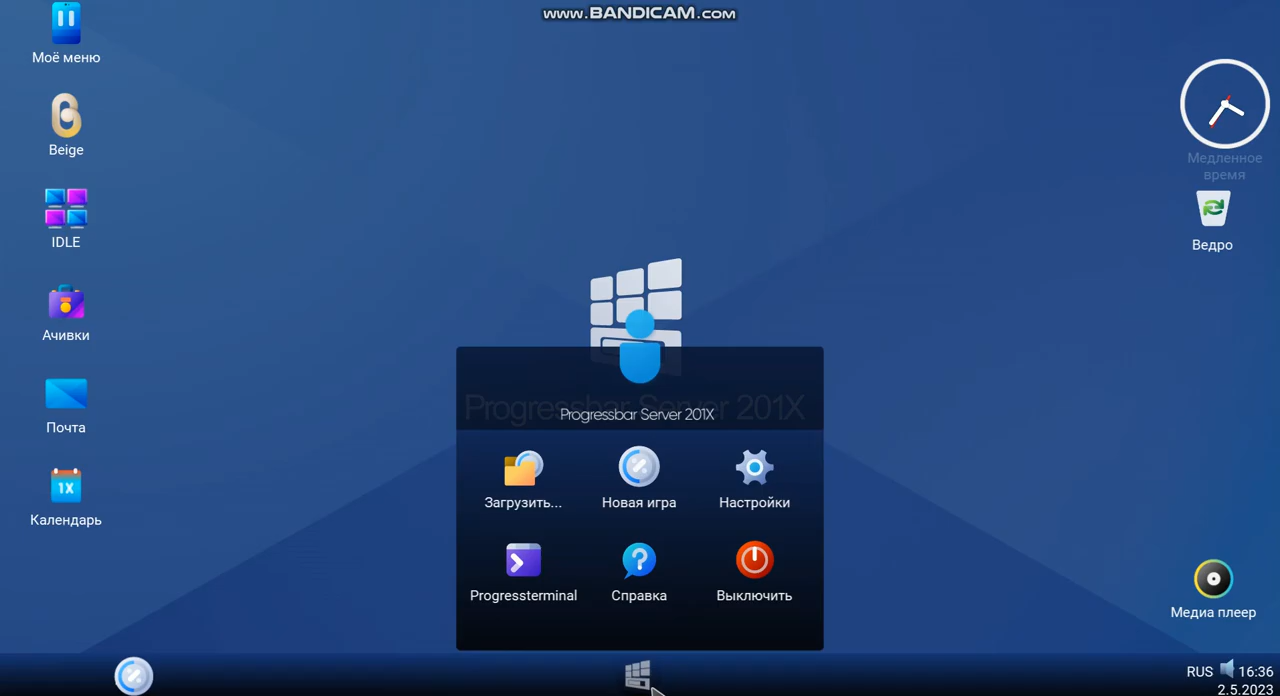 www.BANDICAM.com
Моё меню
Beige
IDLE
Ачивки
Почта
1X
Календарь
Медленное
время
Ведро
Медиа плеер
Progressbar Server 201X
Progressbar Server 201X
Загрузить...
Новая игра
Настройки
Progressterminal
Справка
Выключить
RUS
16:36
2.5.2023